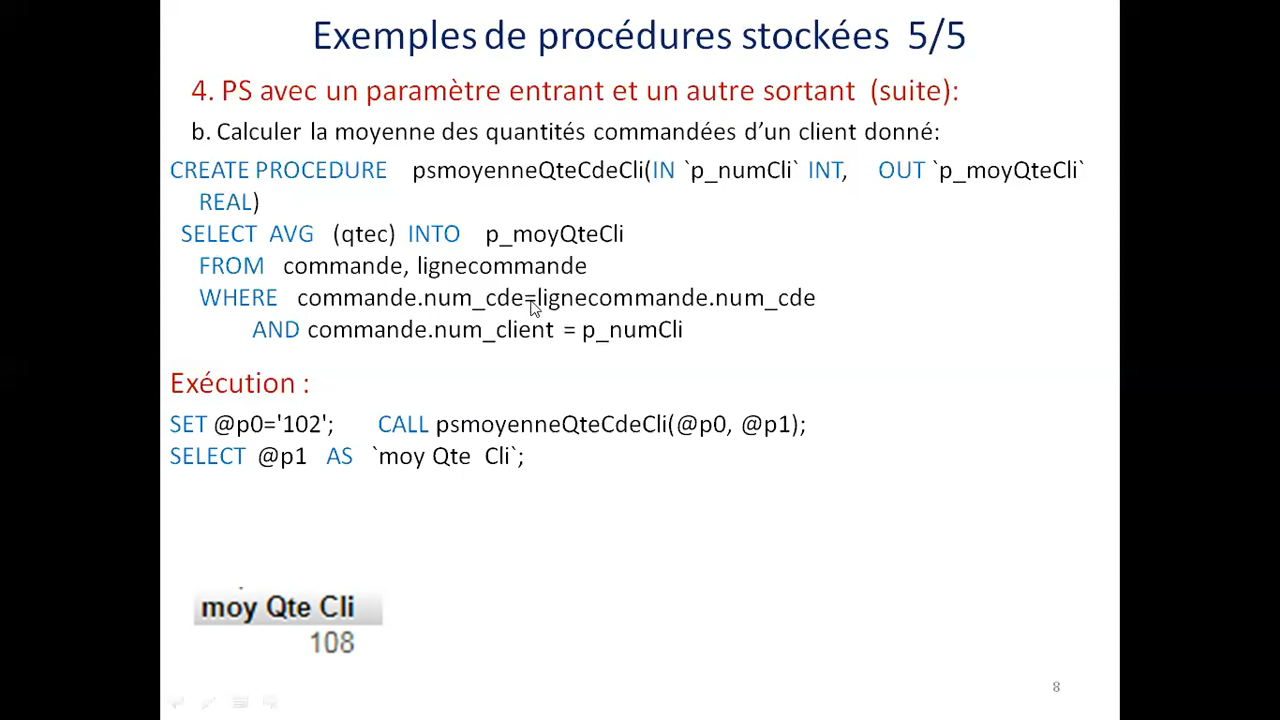 Exemples de procédures stockées 5/5
4. PS avec un paramètre entrant et un autre sortant (suite):
b. Calculer la moyenne des quantités commandées d’un client donné:
CREATE PROCEDURE psmoyenneQteCdeCli(IN `p_numCli` INT, OUT `p_moyQteCli`
REAL)
SELECT AVG (qtec) INTO p_moyQteCli
FROM commande, lignecommande
WHERE commande.num_cde=lignecommande.num_cde
AND commande.num_client = p_numCli
Exécution :
SET @p0='102'; CALL psmoyenneQteCdeCli(@p0, @p1);
SELECT @p1 AS `moy Qte Cli`;
moy Qte Cli
108
8